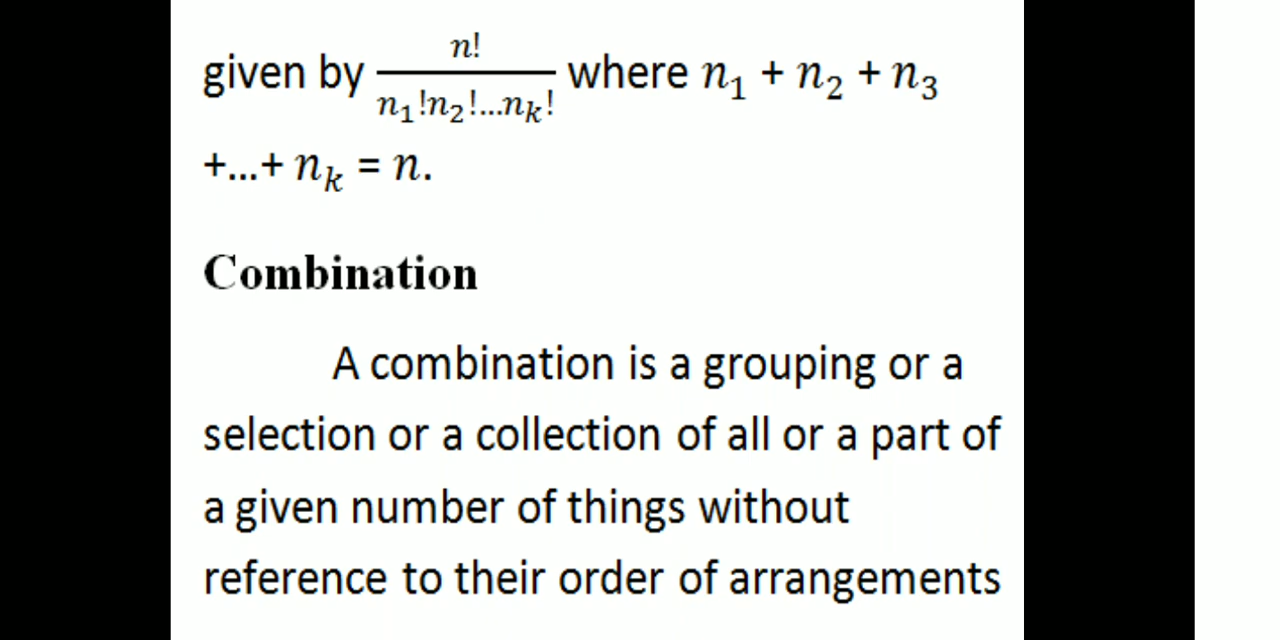 given by n!/(n₁!n₂!...nₖ!) where n₁ + n₂ + n₃
+...+ nₖ = n.
Combination
A combination is a grouping or a
selection or a collection of all or a part of
a given number of things without
reference to their order of arrangements